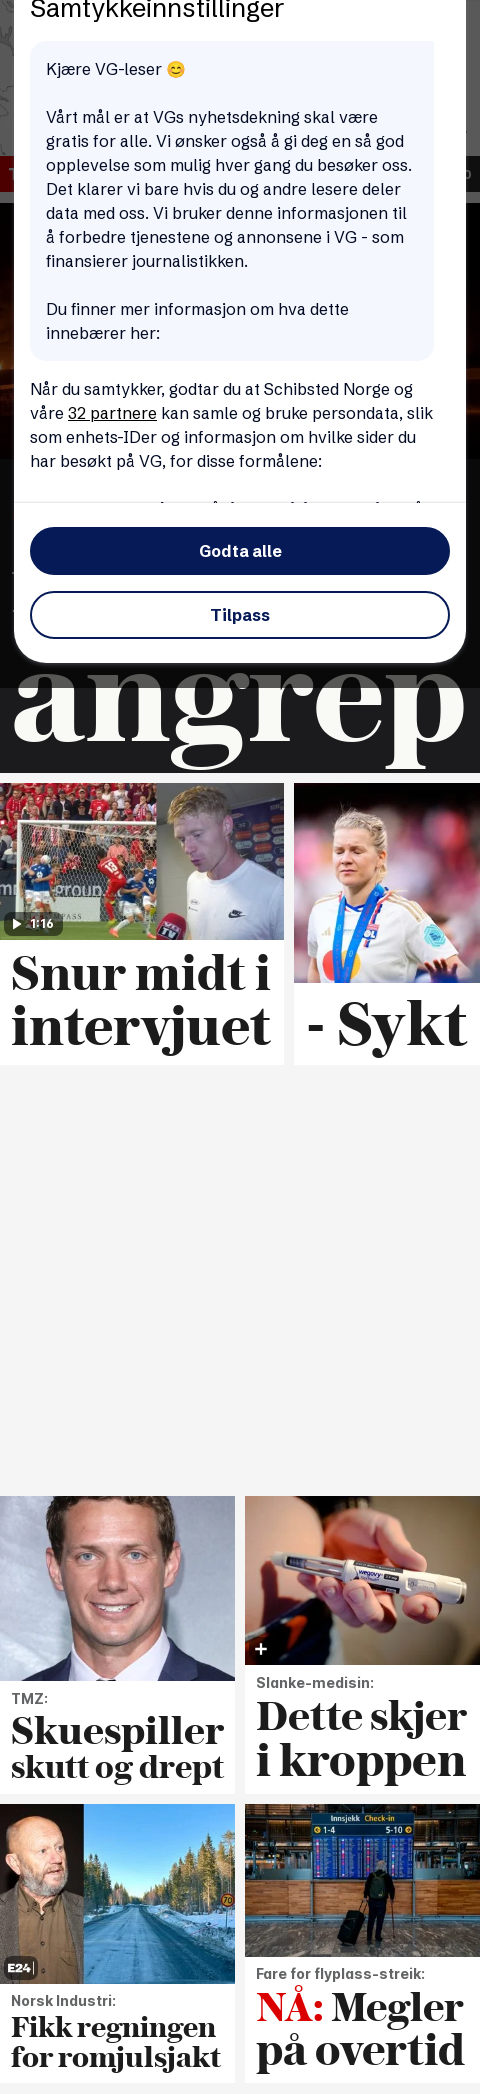 Samtykkeinnstillinger
Kjære VG-leser 😊
Vårt mål er at VGs nyhetsdekning skal være
gratis for alle. Vi ønsker også å gi deg en så god
opplevelse som mulig hver gang du besøker oss.
Det klarer vi bare hvis du og andre lesere deler
data med oss. Vi bruker denne informasjonen til
å forbedre tjenestene og annonsene i VG - som
finansierer journalistikken.
Du finner mer informasjon om hva dette
innebærer her:
Når du samtykker, godtar du at Schibsted Norge og
våre 32 partnere kan samle og bruke persondata, slik
som enhets-IDer og informasjon om hvilke sider du
har besøkt på VG, for disse formålene:
Godta alle
Tilpass
angrep
1:16
Snur midt i
intervjuet
- Sykt
TMZ:
Skuespiller
skutt og drept
wegovy
Slanke-medisin:
Dette skjer
i kroppen
E24
70
Norsk Industri:
Fikk regningen
for romjulsjakt
Innsjekk Check-in
1-4 5-10
Fare for flyplass-streik:
NÅ: Megler
på overtid